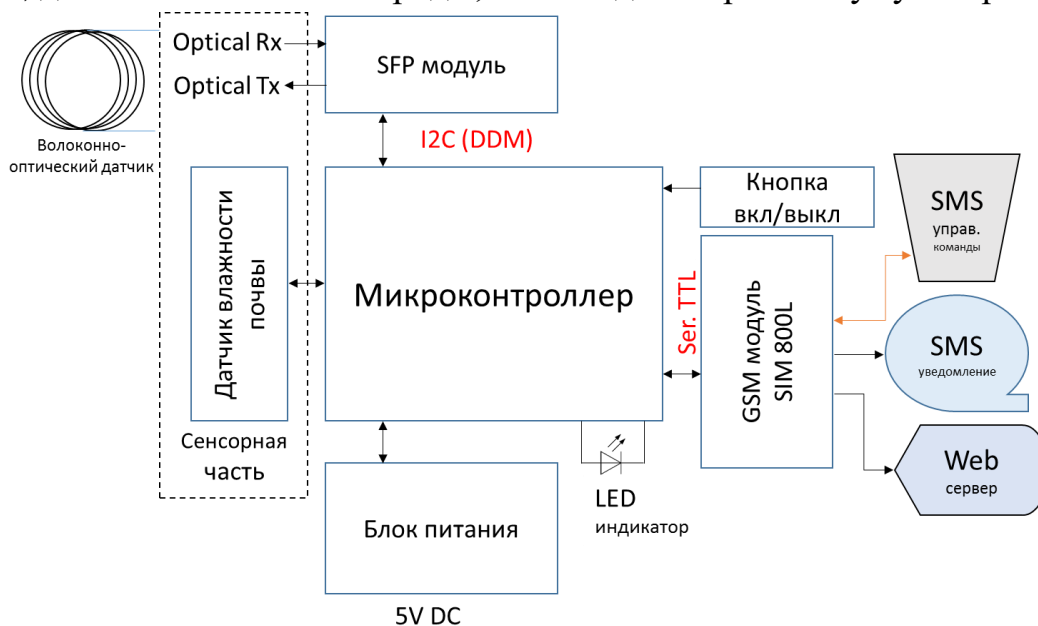 Optical Rx
Optical Tx
SFP модуль
Волоконно-
оптический датчик
I2C (DDM)
Датчик влажности
почвы
Микроконтроллер
Кнопка
вкл/выкл
SMS
управ.
команды
Ser. TTL
GSM модуль
SIM 800L
SMS
уведомление
Сенсорная
часть
LED
индикатор
Web
сервер
Блок питания
5V DC